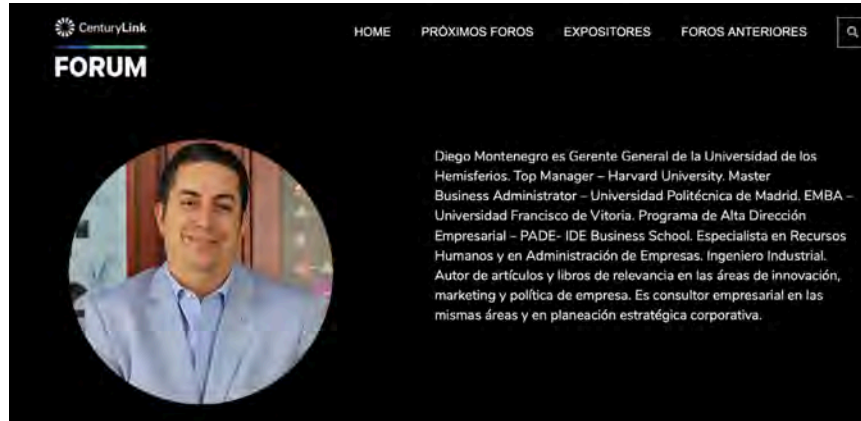 CenturyLink
FORUM
HOME PRÓXIMOS FOROS EXPOSITORES FOROS ANTERIORES
Diego Montenegro es Gerente General de la Universidad de los
Hemisferios. Top Manager – Harvard University. Master
Business Administrator – Universidad Politécnica de Madrid. EMBA –
Universidad Francisco de Vitoria. Programa de Alta Dirección
Empresarial – PADE- IDE Business School. Especialista en Recursos
Humanos y en Administración de Empresas. Ingeniero Industrial.
Autor de artículos y libros de relevancia en las áreas de innovación,
marketing y política de empresa. Es consultor empresarial en las
mismas áreas y en planeación estratégica corporativa.